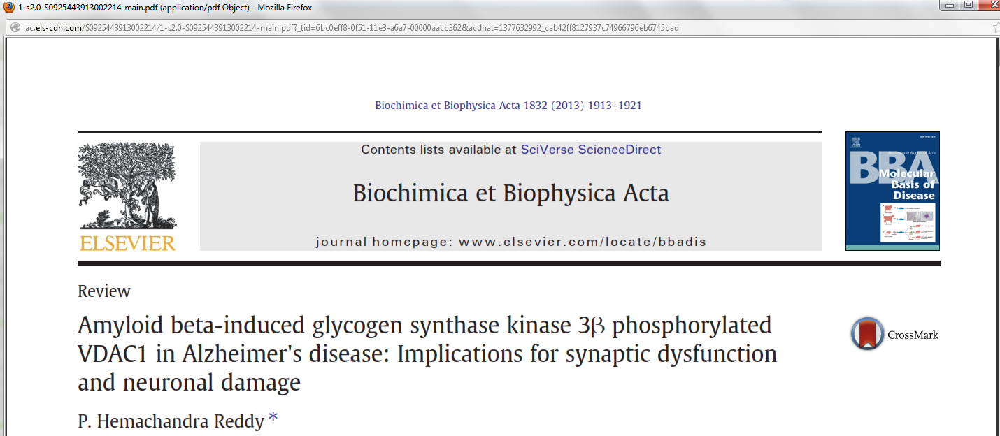 1-s2.0-S0925443913002214-main.pdf (application/pdf Object) - Mozilla Firefox
ac.els-cdn.com/S0925443913002214/1-s2.0-S0925443913002214-main.pdf?_tid=6bc0eff8-0f51-11e3-a6a7-00000aacb362&acdnat=1377632992_cab42ff8127937c74966796eb6745bad
Biochimica et Biophysica Acta 1832 (2013) 1913–1921
Contents lists available at SciVerse ScienceDirect
Biochimica et Biophysica Acta
journal homepage: www.elsevier.com/locate/bbadis
ELSEVIER
BBA
Molecular
Basis of
Disease
Review
Amyloid beta-induced glycogen synthase kinase 3β phosphorylated
VDAC1 in Alzheimer's disease: Implications for synaptic dysfunction
and neuronal damage
CrossMark
P. Hemachandra Reddy *